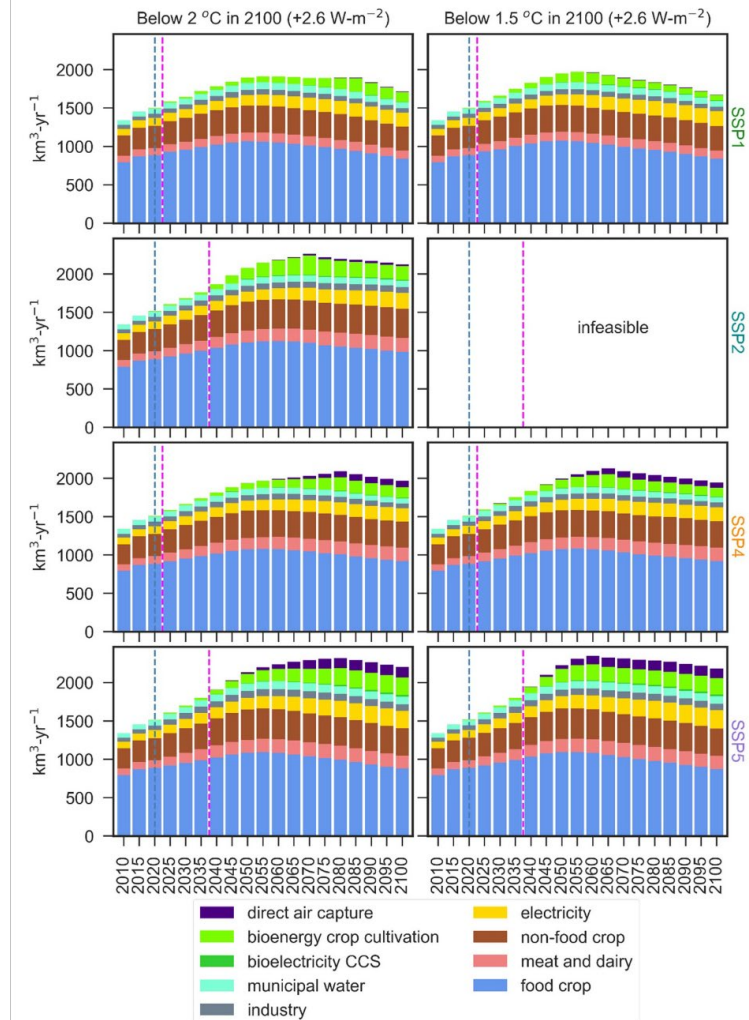 Below 2 °C in 2100 (+2.6 W-m⁻²)
Below 1.5 °C in 2100 (+2.6 W-m⁻²)
2000
1500
1000
500
0
km³-yr⁻¹
SSP1
2000
1500
1000
500
0
km³-yr⁻¹
infeasible
SSP2
2000
1500
1000
500
0
km³-yr⁻¹
SSP4
2000
1500
1000
500
0
km³-yr⁻¹
SSP5
2010 2015 2020 2025 2030 2035 2040 2045 2050 2055 2060 2065 2070 2075 2080 2085 2090 2095 2100
2010 2015 2020 2025 2030 2035 2040 2045 2050 2055 2060 2065 2070 2075 2080 2085 2090 2095 2100
direct air capture
bioenergy crop cultivation
bioelectricity CCS
municipal water
industry
electricity
non-food crop
meat and dairy
food crop